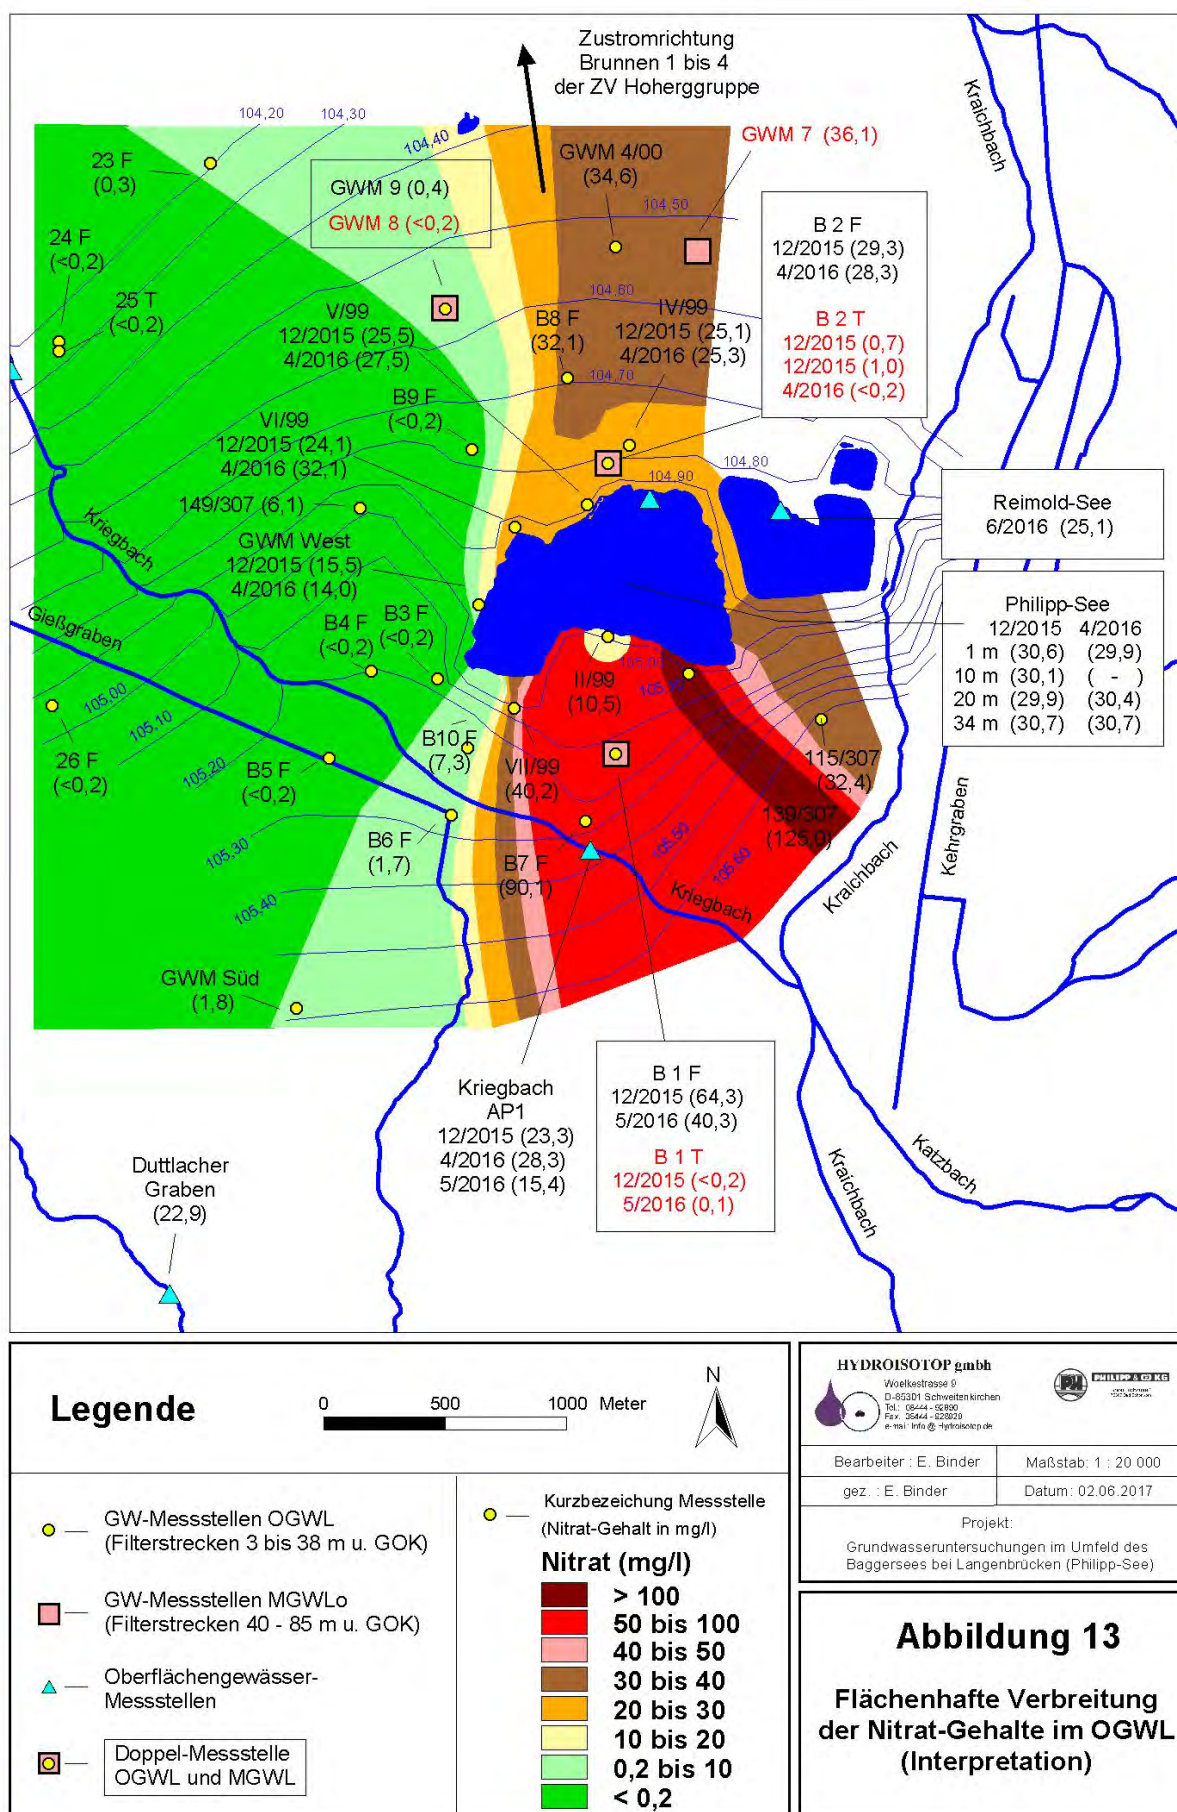 Zustromrichtung
Brunnen 1 bis 4
der ZV Hoherggruppe
Kraichbach
104,20
104,30
104,40
23 F
(0,3)
GWM 9 (0,4)
GWM 8 (<0,2)
GWM 4/00
(34,6)
GWM 7 (36,1)
104,50
B 2 F
12/2015 (29,3)
4/2016 (28,3)
B 2 T
12/2015 (0,7)
12/2015 (1,0)
4/2016 (<0,2)
24 F
(<0,2)
25 T
(<0,2)
V/99
12/2015 (25,5)
4/2016 (27,5)
104,60
B8 F
(32,1)
IV/99
12/2015 (25,1)
4/2016 (25,3)
104,70
B9 F
(<0,2)
VI/99
12/2015 (24,1)
4/2016 (32,1)
104,80
104,90
149/307 (6,1)
Reimold-See
6/2016 (25,1)
Kriegbach
GWM West
12/2015 (15,5)
4/2016 (14,0)
Gießgraben
B4 F
(<0,2)
B3 F
(<0,2)
Philipp-See
12/2015 4/2016
1 m (30,6) (29,9)
10 m (30,1) ( - )
20 m (29,9) (30,4)
34 m (30,7) (30,7)
105,00
105,10
II/99
(10,5)
105,00
105,10
105,20
26 F
(<0,2)
B5 F
(<0,2)
B10 F
(7,3)
VII/99
(40,2)
115/307
(32,4)
139/307
(125,0)
Kehrgraben
105,30
B6 F
(1,7)
B7 F
(90,1)
105,50
105,60
105,40
Kriegbach
Kraichbach
GWM Süd
(1,8)
Kriegbach
AP1
12/2015 (23,3)
4/2016 (28,3)
5/2016 (15,4)
B 1 F
12/2015 (64,3)
5/2016 (40,3)
B 1 T
12/2015 (<0,2)
5/2016 (0,1)
Duttlacher
Graben
(22,9)
Kraichbach
Katzbach
Legende
0 500 1000 Meter
N
GW-Messstellen OGWL
(Filterstrecken 3 bis 38 m u. GOK)
GW-Messstellen MGWLo
(Filterstrecken 40 - 85 m u. GOK)
Oberflächengewässer-
Messstellen
Doppel-Messstelle
OGWL und MGWL
Kurzbezeichung Messstelle
(Nitrat-Gehalt in mg/l)
Nitrat (mg/l)
> 100
50 bis 100
40 bis 50
30 bis 40
20 bis 30
10 bis 20
0,2 bis 10
< 0,2
HYDROISOTOP gmbh
Woelkestrasse 9
D-85301 Schweitenkirchen
Tel.: 08444 - 92890
Fax. 08444 - 928929
e-mail: Info @ Hydroisotop.de
PHILIPP & CO KG
Bearbeiter : E. Binder
Maßstab: 1 : 20 000
gez. : E. Binder
Datum: 02.06.2017
Projekt:
Grundwasseruntersuchungen im Umfeld des
Baggersees bei Langenbrücken (Philipp-See)
Abbildung 13
Flächenhafte Verbreitung
der Nitrat-Gehalte im OGWL
(Interpretation)